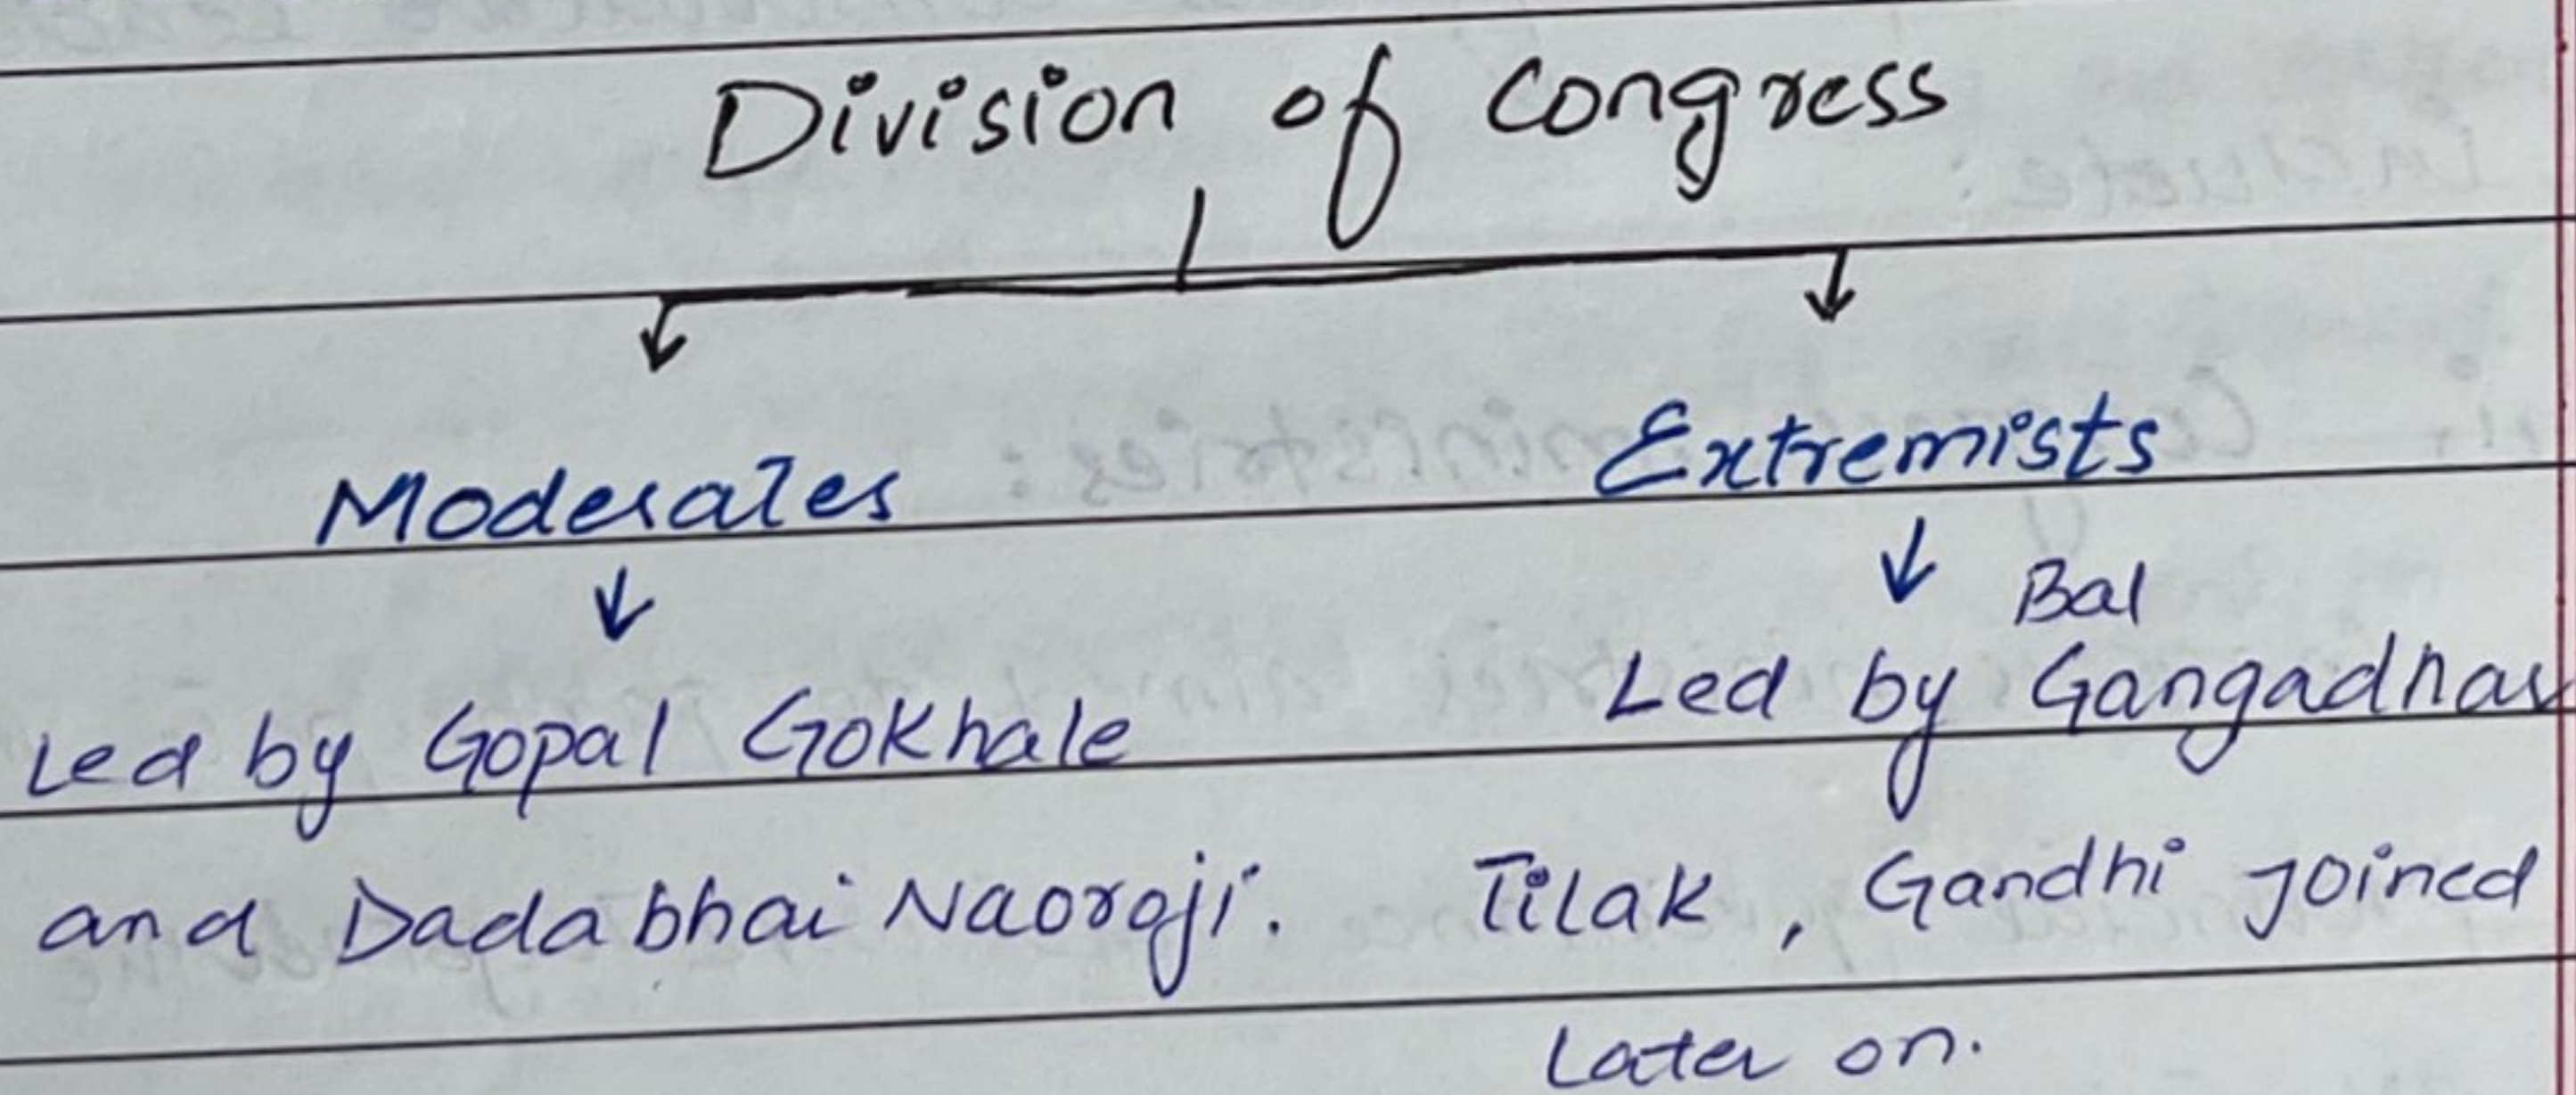 Division of Congress
Moderates
Extremists
Led by Gopal Gokhale
and Dadabhai Naoroji.
Bal
Led by Gangadhar
Tilak, Gandhi joined
Later on.